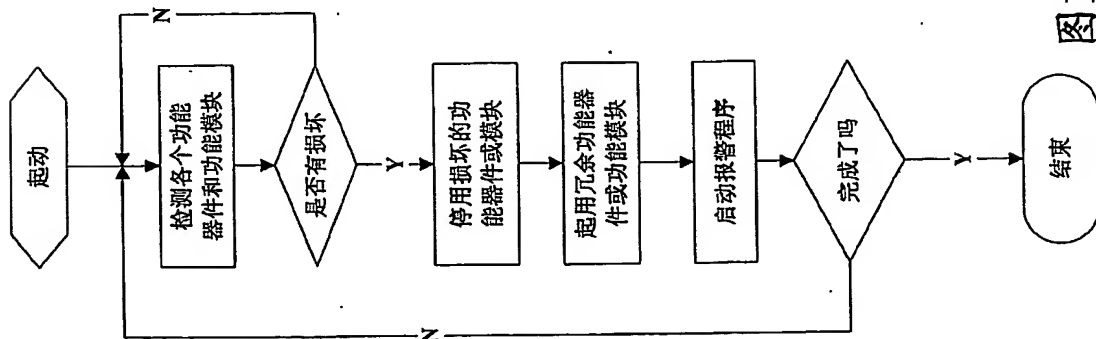 起动
检测各个功能
器件和功能模块
是否有损坏
N
Y
停用损坏的功
能器件或模块
起用冗余功能器
件或功能模块
启动报警程序
完成了吗
N
Y
结束
图